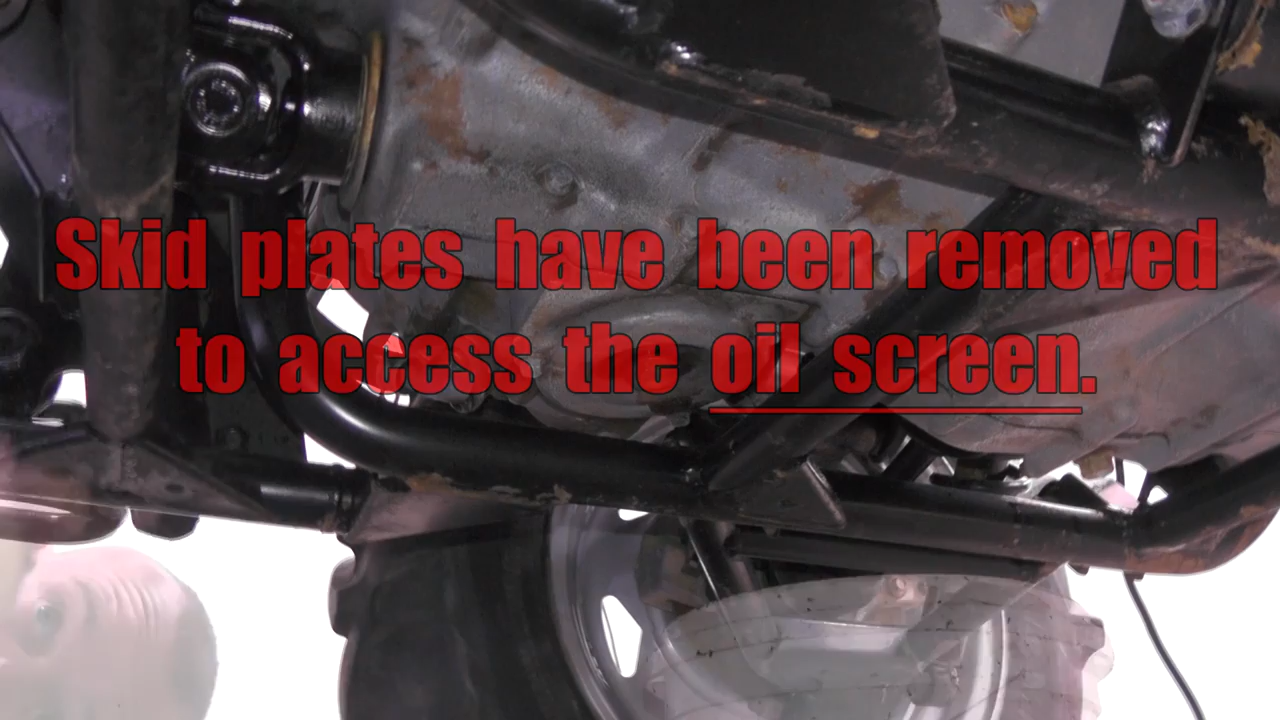 Skid plates have been removed
to access the oil screen.